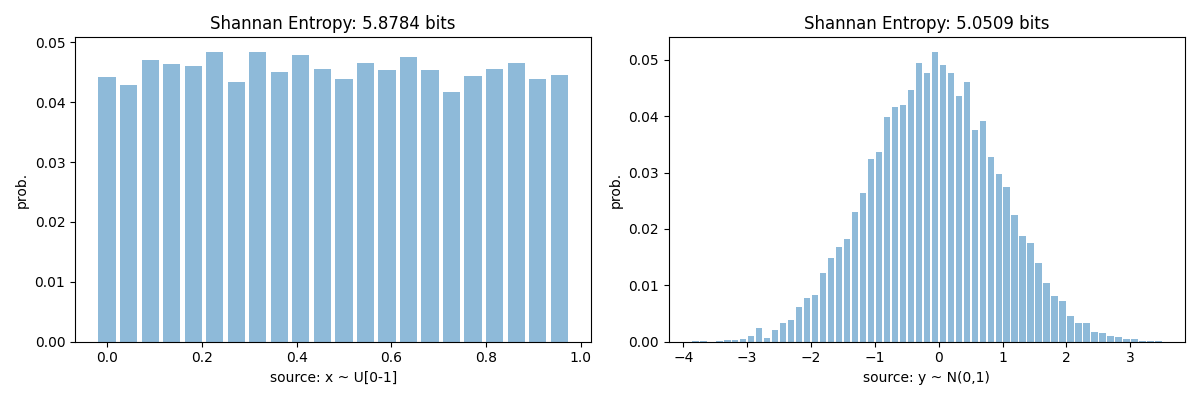 Shannan Entropy: 5.8784 bits
0.05
0.04
0.03
0.02
0.01
0.00
prob.
0.0 0.2 0.4 0.6 0.8 1.0
source: x ~ U[0-1]
Shannan Entropy: 5.0509 bits
0.05
0.04
0.03
0.02
0.01
0.00
prob.
−4 −3 −2 −1 0 1 2 3
source: y ~ N(0,1)